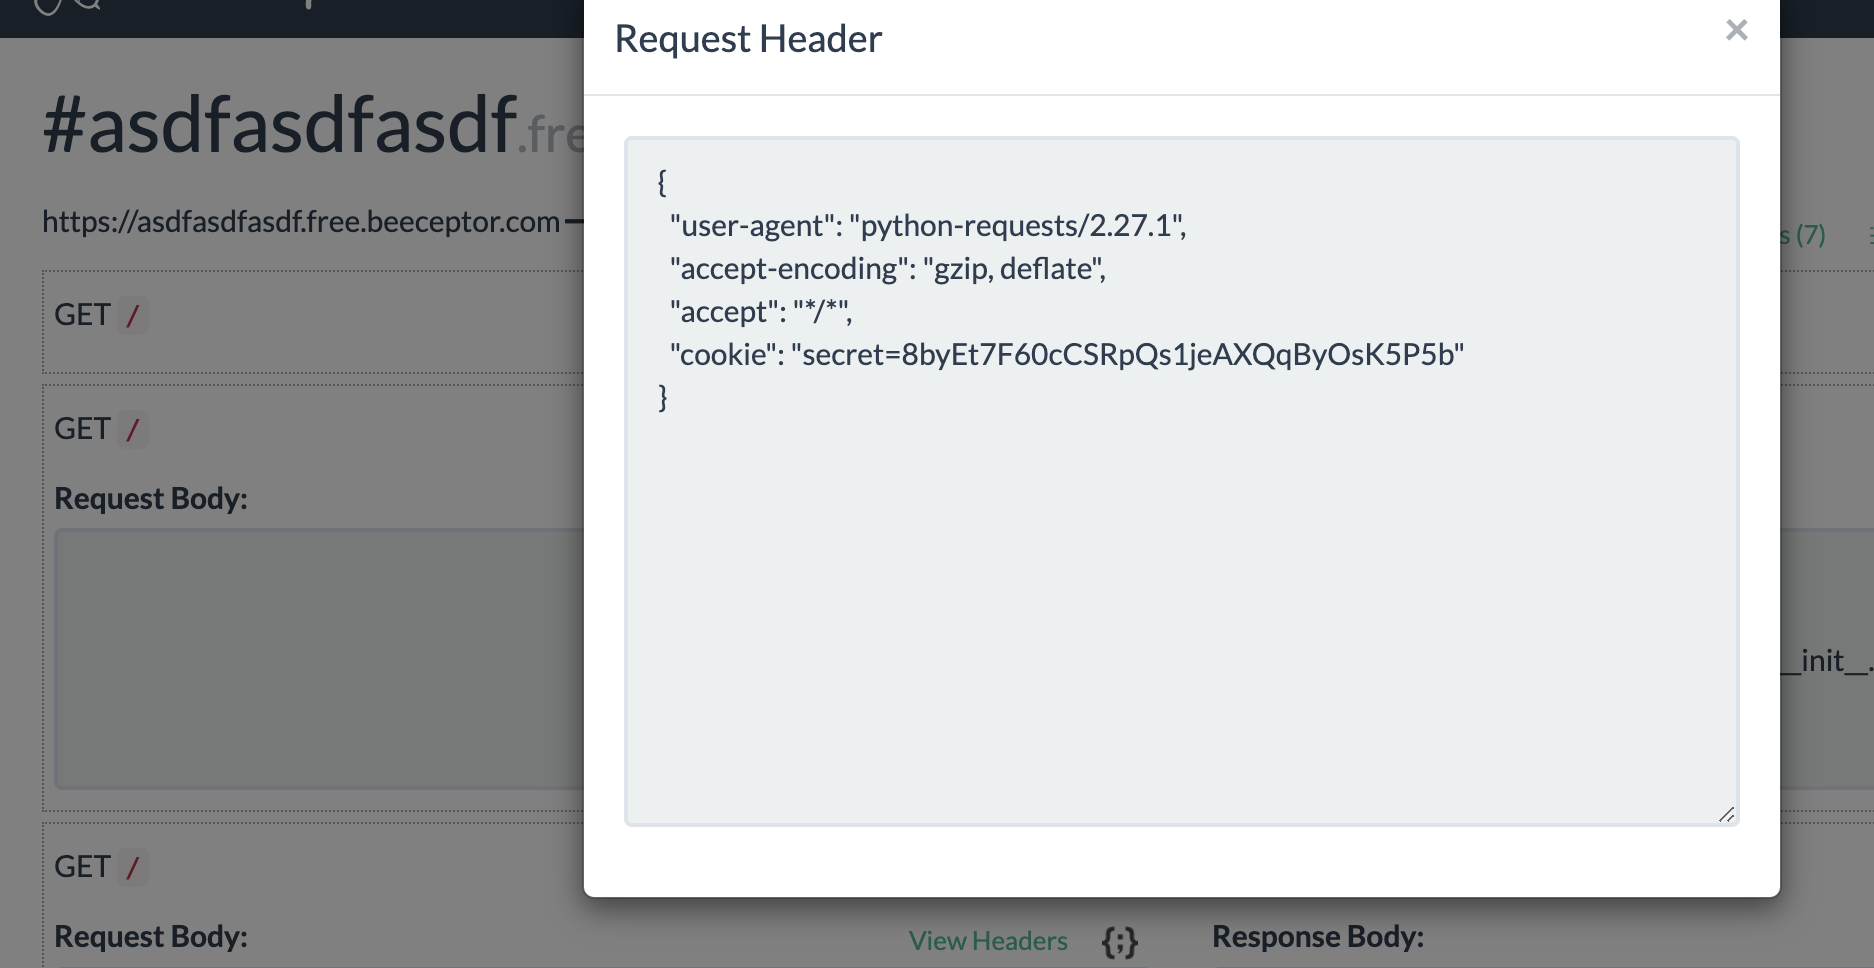 Request Header
×
#asdfasdfasdf.fre
https://asdfasdfasdf.free.beeceptor.com
s (7)
{
"user-agent": "python-requests/2.27.1",
"accept-encoding": "gzip, deflate",
"accept": "*/*",
"cookie": "secret=8byEt7F60cCSRpQs1jeAXQqByOsK5P5b"
}
GET /
GET /
Request Body:
__init__.
GET /
Request Body:
View Headers {;}
Response Body: